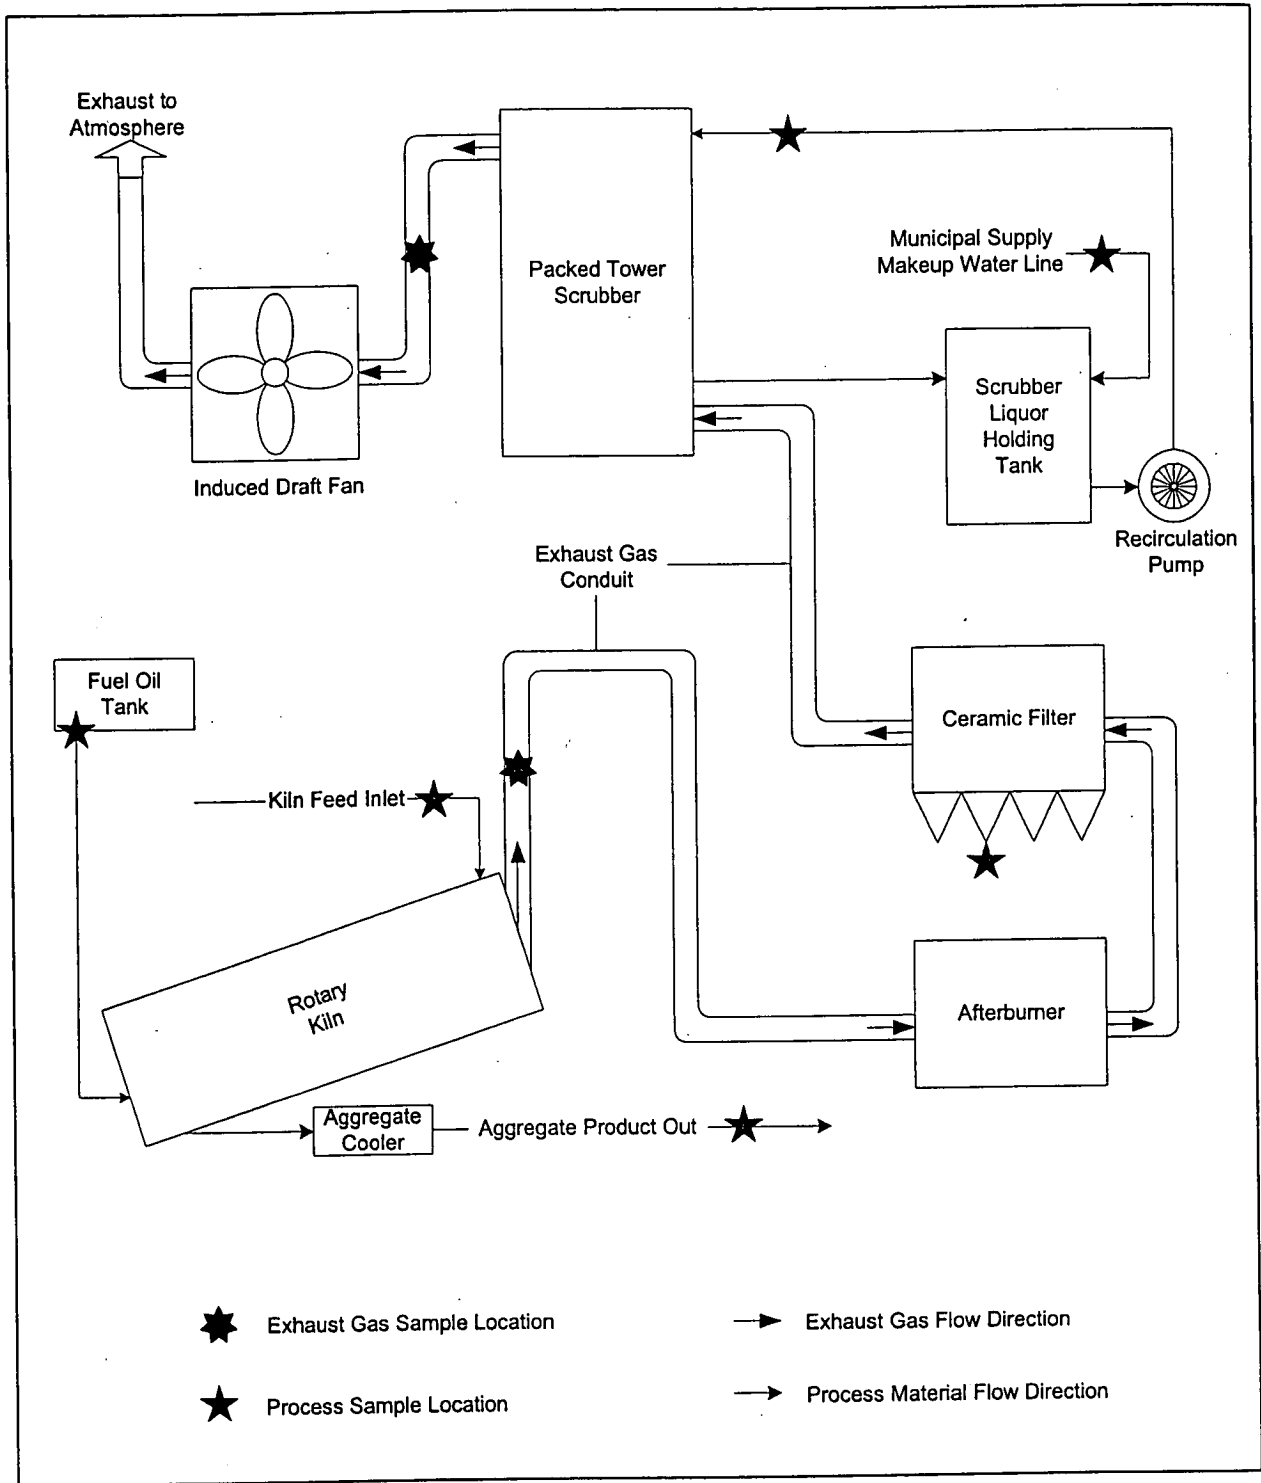 Exhaust to
Atmosphere
Packed Tower
Scrubber
Municipal Supply
Makeup Water Line
Scrubber
Liquor
Holding
Tank
Induced Draft Fan
Recirculation
Pump
Exhaust Gas
Conduit
Fuel Oil
Tank
Ceramic Filter
Kiln Feed Inlet
Rotary
Kiln
Afterburner
Aggregate
Cooler
Aggregate Product Out
Exhaust Gas Sample Location
Exhaust Gas Flow Direction
Process Sample Location
Process Material Flow Direction